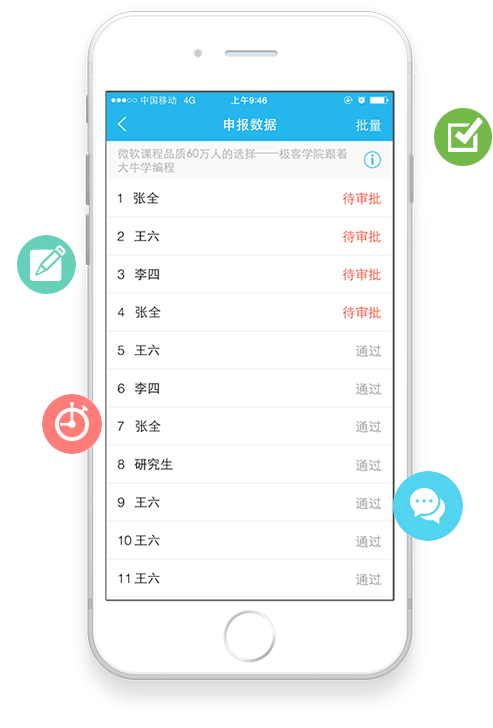 中国移动 4G 上午9:46
申报数据 批量
微软课程品质60万人的选择——极客学院跟着
大牛学编程
1 张全 待审批
2 王六 待审批
3 李四 待审批
4 张全 待审批
5 王六 通过
6 李四 通过
7 张全 通过
8 研究生 通过
9 王六 通过
10 王六 通过
11 王六 通过